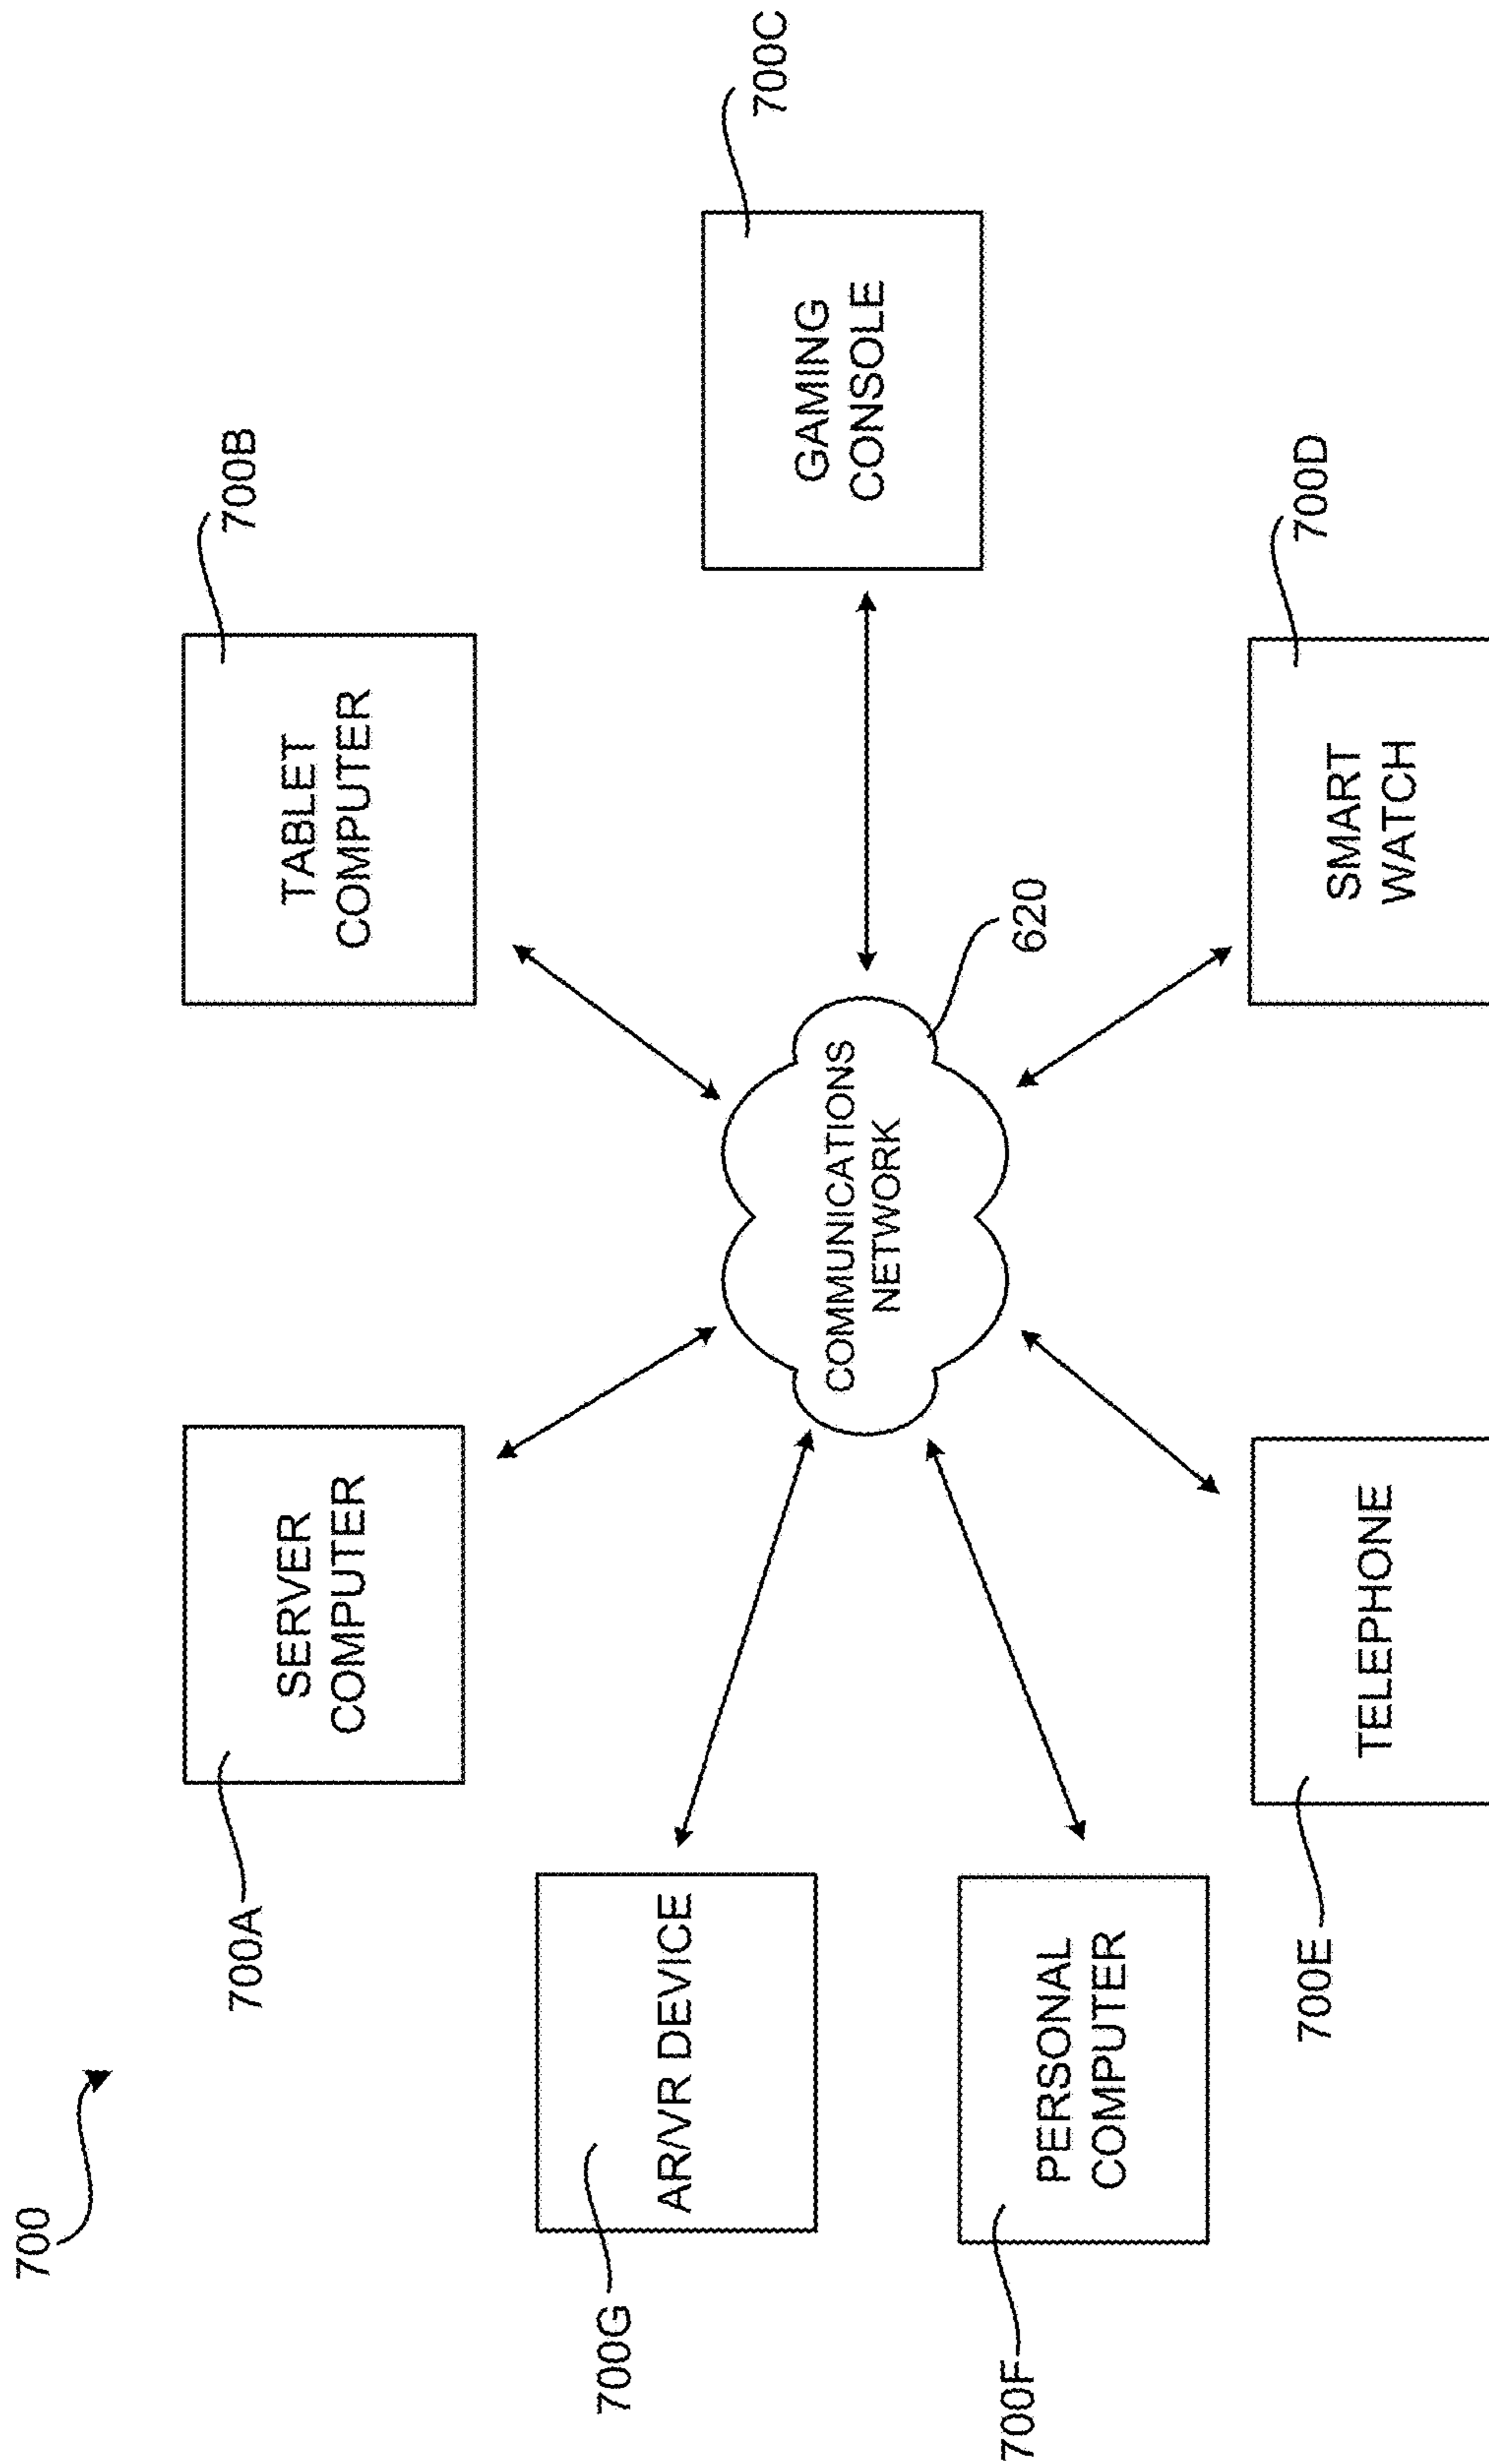 700
700A
SERVER
COMPUTER
700B
TABLET
COMPUTER
700G
AR/VR DEVICE
COMMUNICATIONS
NETWORK
620
700C
GAMING
CONSOLE
700F
PERSONAL
COMPUTER
700E
TELEPHONE
700D
SMART
WATCH